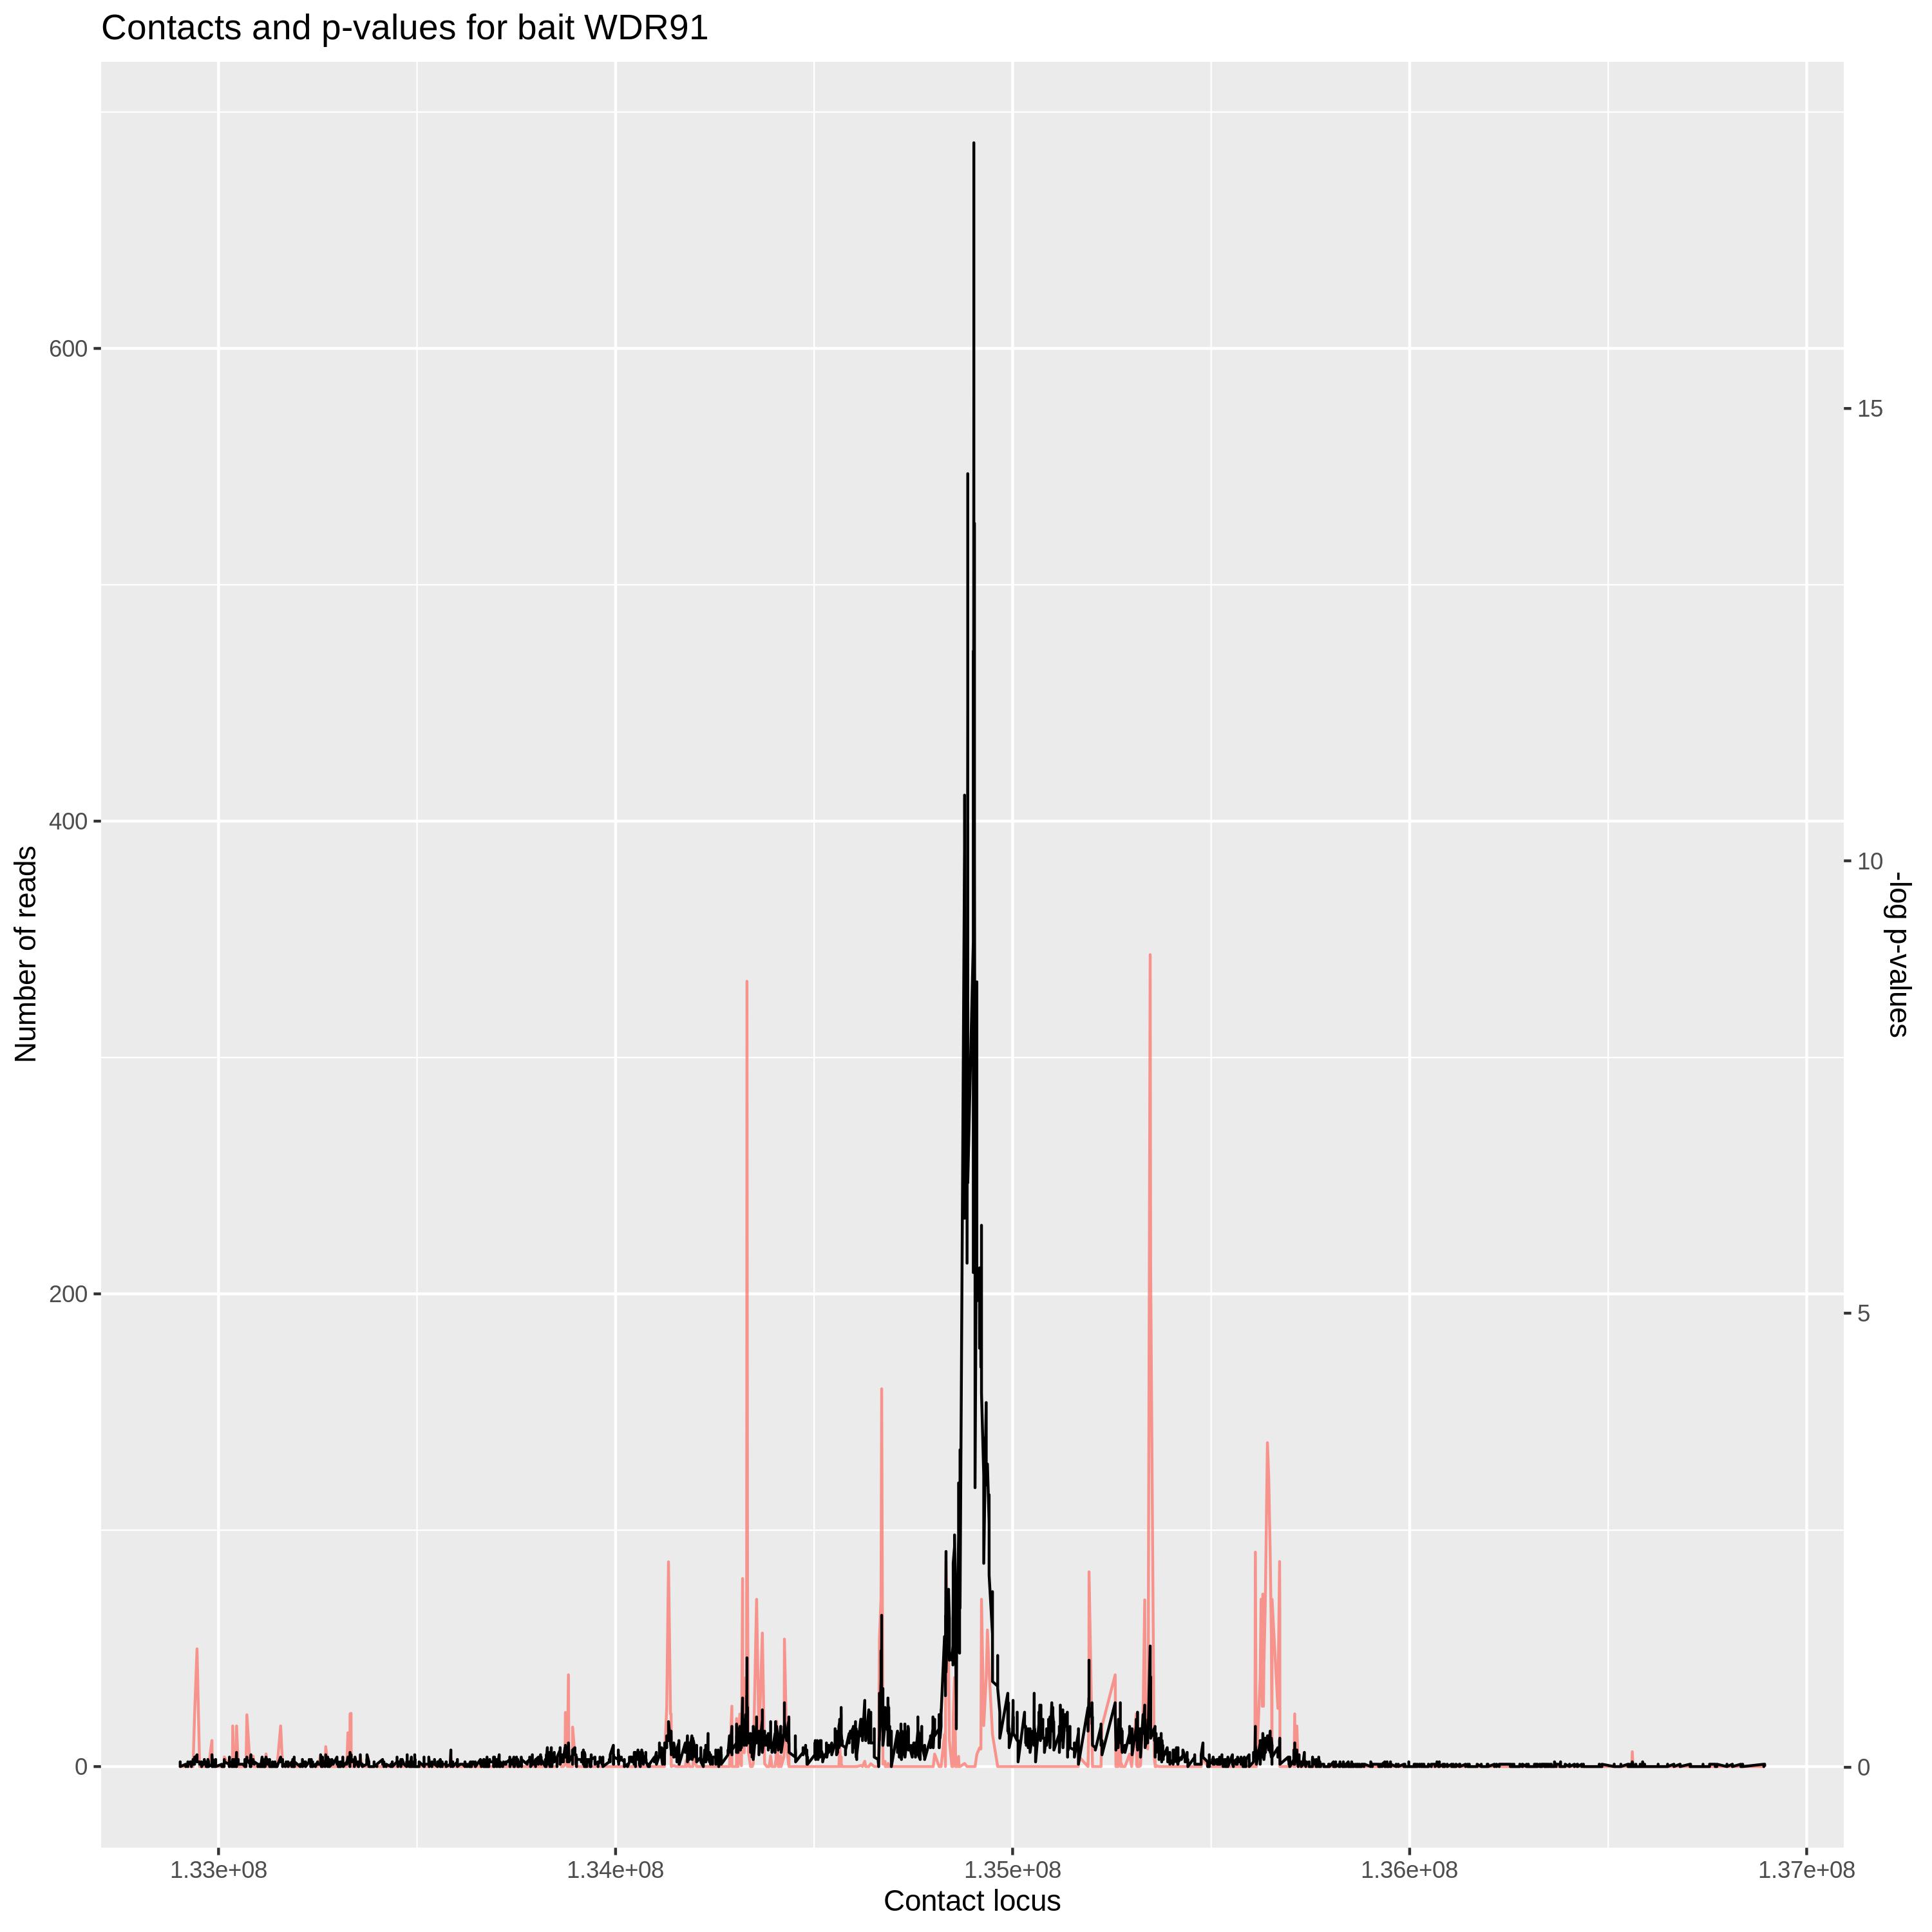 Contacts and p-values for bait WDR91
600
400
200
0
Number of reads
15
10
5
0
-log p-values
1.33e+08 1.34e+08 1.35e+08 1.36e+08 1.37e+08
Contact locus